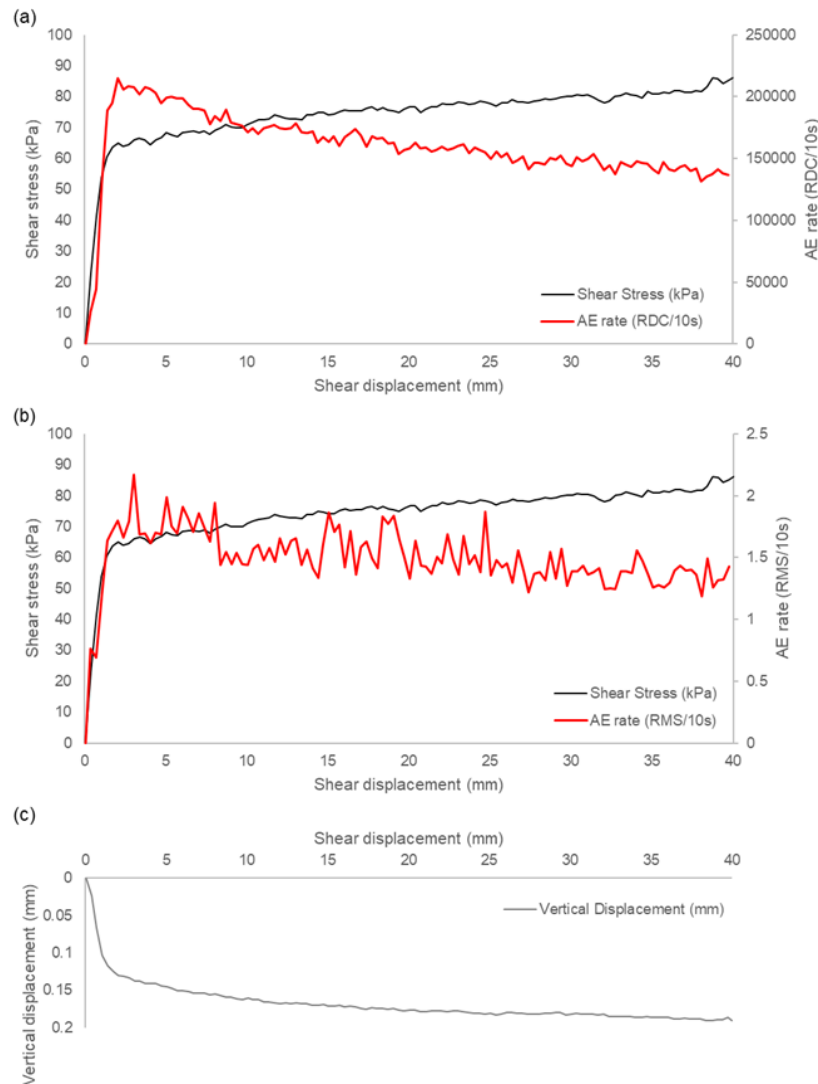 (a)
100
90
80
70
60
50
40
30
20
10
0
Shear stress (kPa)
250000
200000
150000
100000
50000
0
AE rate (RDC/10s)
Shear Stress (kPa)
AE rate (RDC/10s)
0 5 10 15 20 25 30 35 40
Shear displacement (mm)
(b)
100
90
80
70
60
50
40
30
20
10
0
Shear stress (kPa)
2.5
2
1.5
1
0.5
0
AE rate (RMS/10s)
Shear Stress (kPa)
AE rate (RMS/10s)
0 5 10 15 20 25 30 35 40
Shear displacement (mm)
(c)
Shear displacement (mm)
0 5 10 15 20 25 30 35 40
0
0.05
0.1
0.15
0.2
Vertical displacement (mm)
Vertical Displacement (mm)